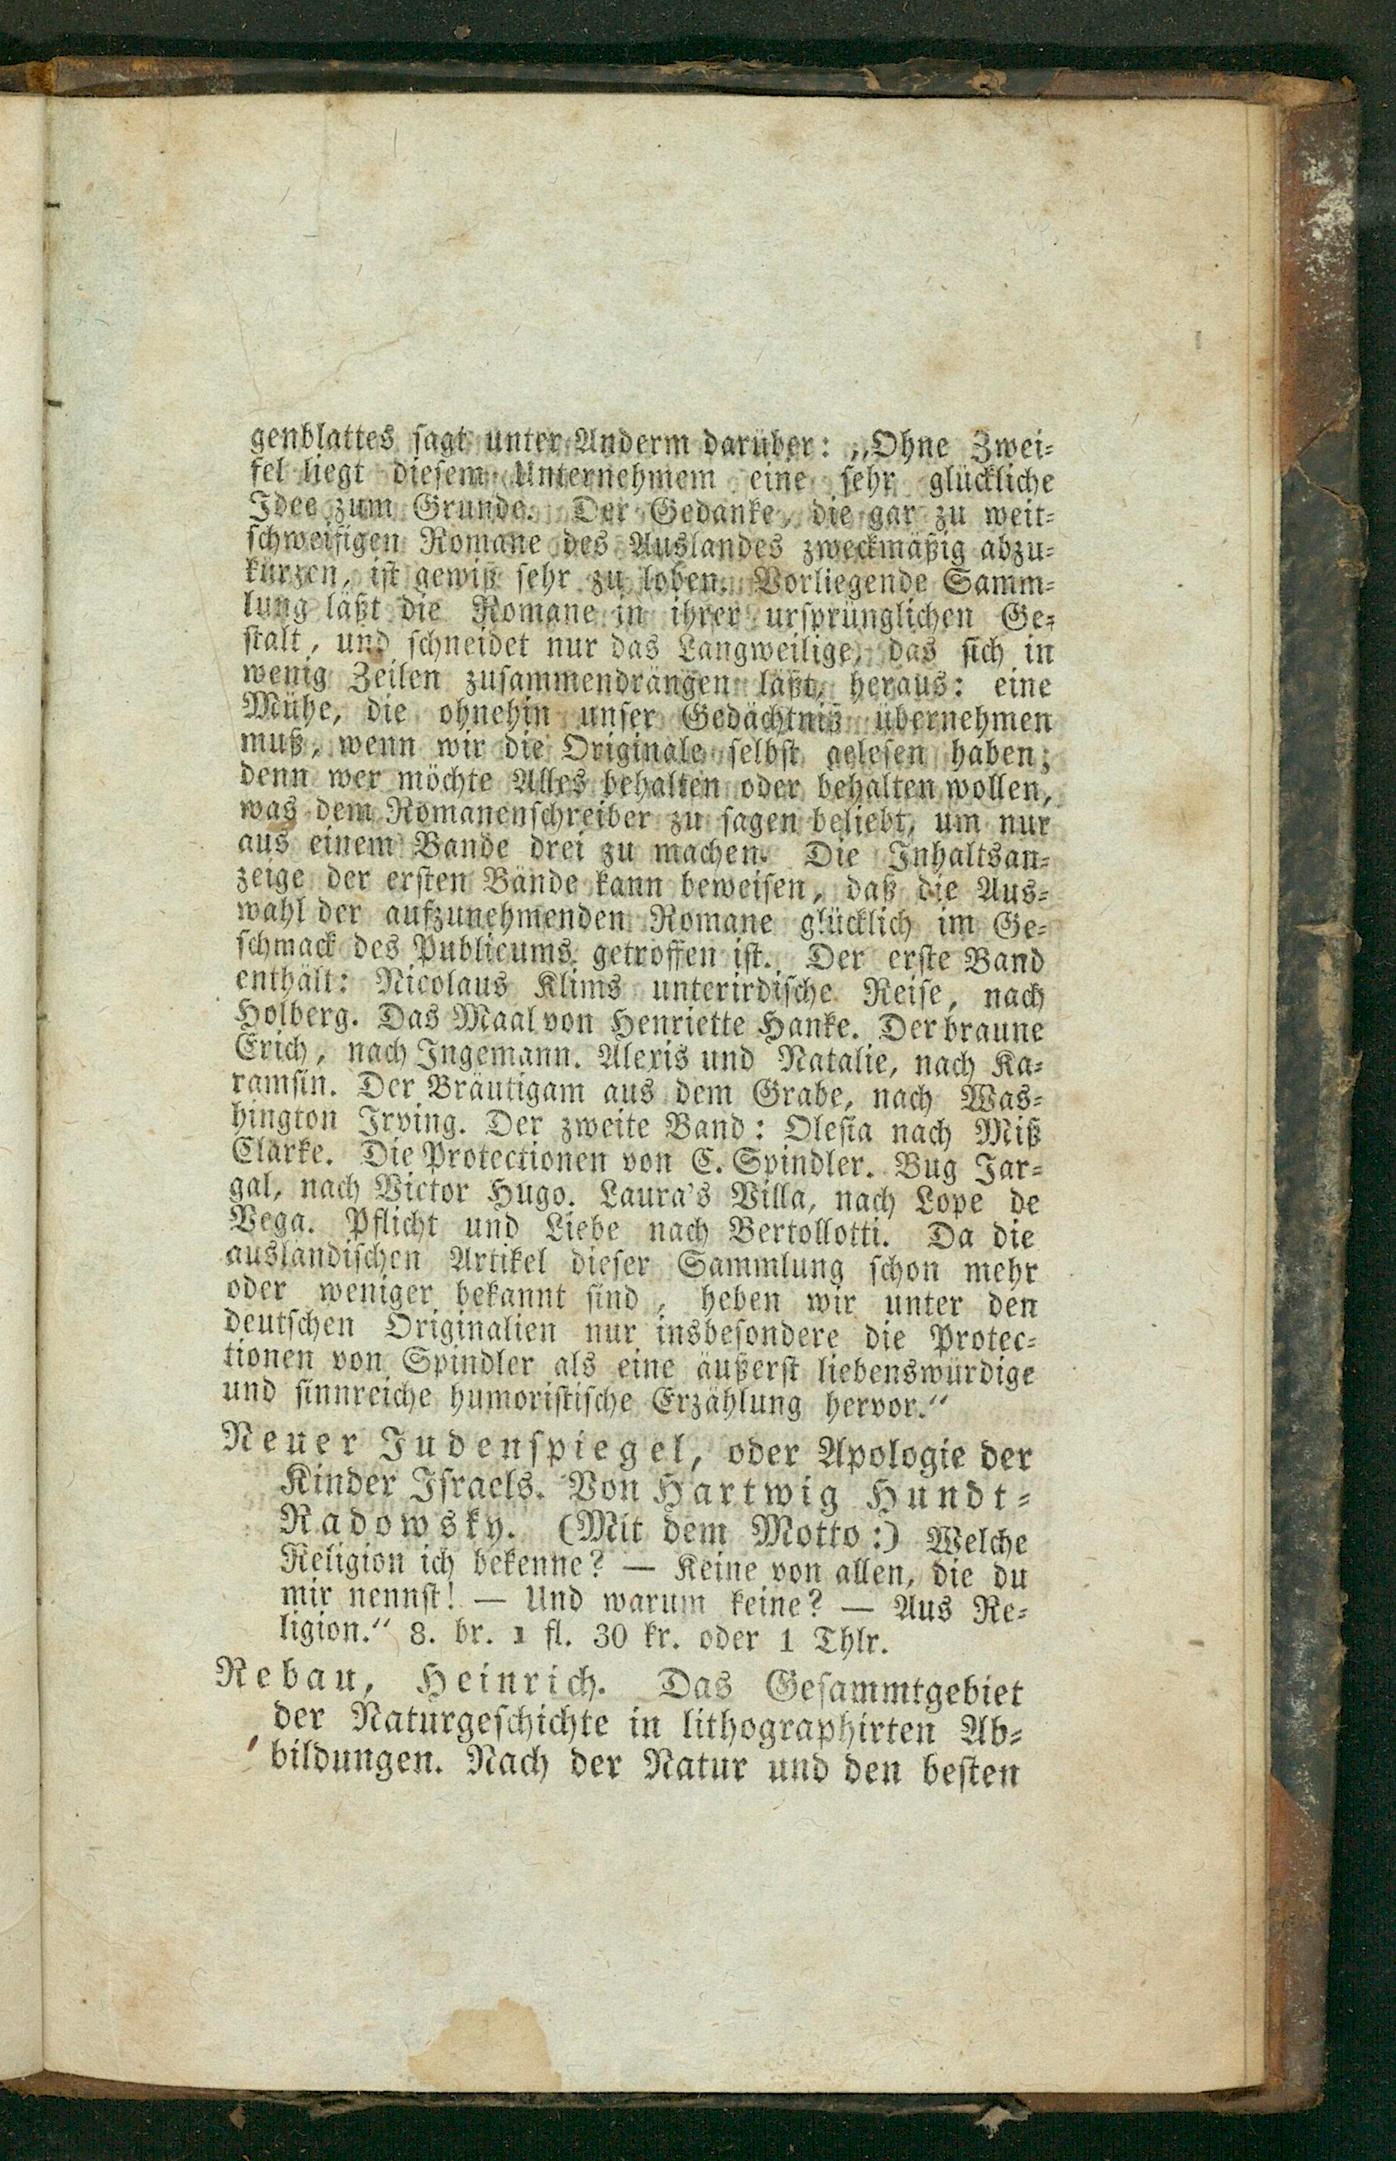 genblattes sagt unter Anderm darüber: „Ohne Zwei-
fel liegt diesem Unternehmem eine sehr glückliche
Idee zum Grunde. Der Gedanke, die gar zu weit-
schweifigen Romane des Auslandes zweckmäßig abzu-
kürzen, ist gewiß sehr zu loben. Vorliegende Samm-
lung läßt die Romane in ihrer ursprünglichen Ge-
stalt, und schneidet nur das Langweilige, das sich in
wenig Zeilen zusammendrängen läßt, heraus: eine
Mühe, die ohnehin unser Gedächtnis übernehmen
muß, wenn wir die Originale selbst gelesen haben;
denn wer möchte Alles behalten oder behalten wollen,
was dem Romanenschreiber zu sagen beliebt, um nur
aus einem Bande drei zu machen. Die Inhaltsan-
zeige der ersten Bände kann beweisen, daß die Aus-
wahl der aufzunehmenden Romane glücklich im Ge-
schmack des Publicums getroffen ist. Der erste Band
enthält: Nicolaus Klims unterirdische Reise, nach
Holberg. Das Maal von Henriette Hanke. Der braune
Erich, nach Ingemann. Alexis und Natalie, nach Ka-
ramsin. Der Bräutigam aus dem Grabe, nach Was-
hington Irving. Der zweite Band: Olesia nach Miß
Clarke. Die Protectionen von C. Spindler. Bug Jar-
gal, nach Victor Hugo. Laura's Villa, nach Lope de
Vega. Pflicht und Liebe nach Bertollotti. Da die
ausländischen Artikel dieser Sammlung schon mehr
oder weniger bekannt sind, heben wir unter den
deutschen Originalien nur insbesondere die Protec-
tionen von Spindler als eine äußerst liebenswürdige
und sinnreiche humoristische Erzählung hervor.“
Neuer Judenspiegel, oder Apologie der
Kinder Israels. Von Hartwig Hundt-
Radowsky. (Mit dem Motto:) Welche
Religion ich bekenne? — Keine von allen, die du
mir nennst! — Und warum keine? — Aus Re-
ligion.“ 8. br. 1 fl. 30 kr. oder 1 Thlr.
Rebau, Heinrich. Das Gesammtgebiet
der Naturgeschichte in lithographirten Ab-
bildungen. Nach der Natur und den besten